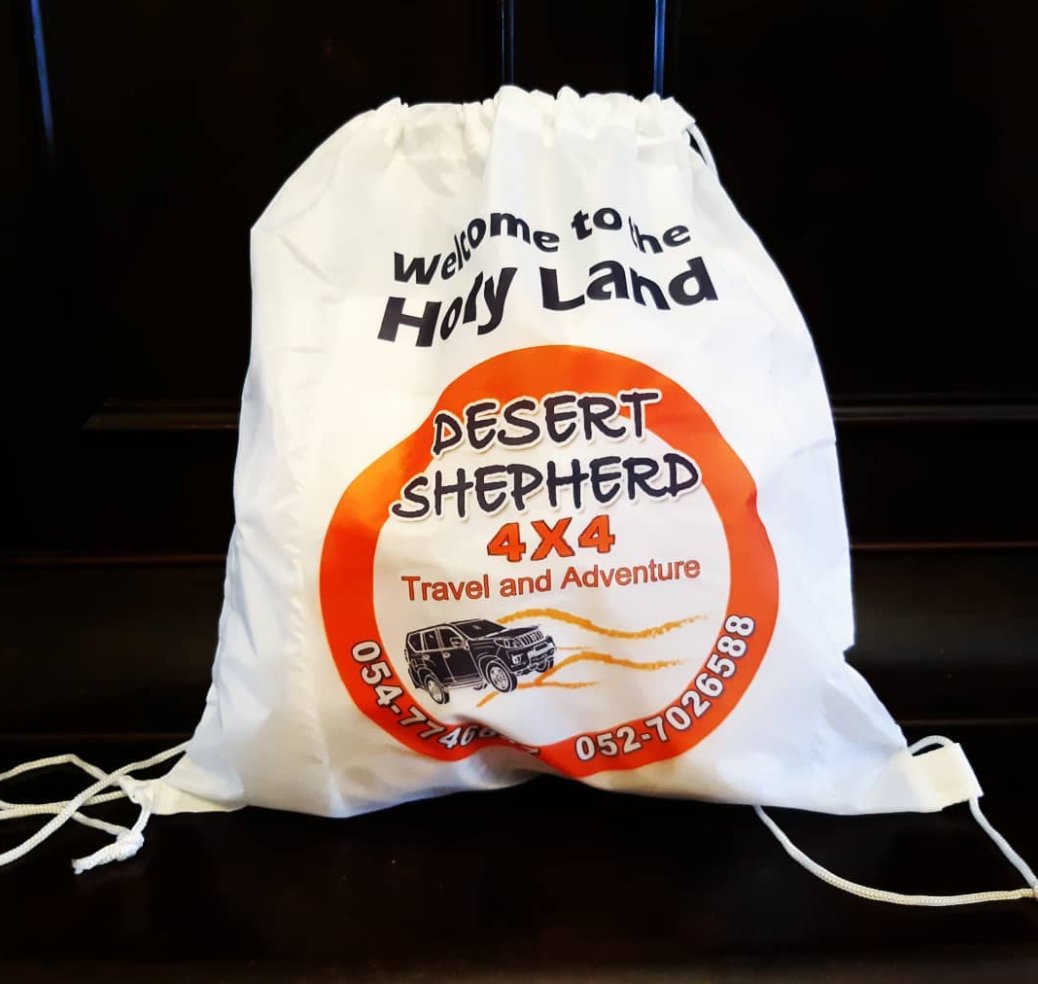 Welcome to the
Holy Land
DESERT
SHEPHERD
4X4
Travel and Adventure
052-7026588